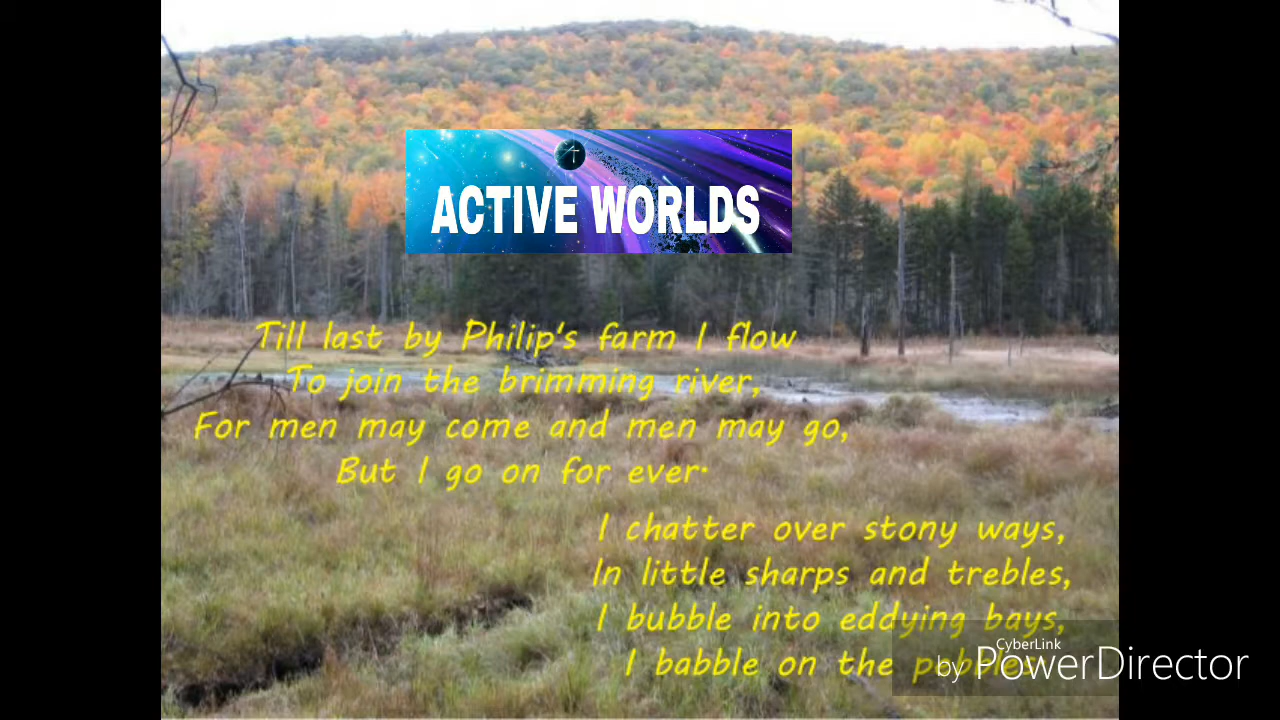 ACTIVE WORLDS
Till last by Philip's farm I flow
To join the brimming river,
For men may come and men may go,
But I go on for ever.
I chatter over stony ways,
In little sharps and trebles,
I bubble into eddying bays,
I babble on the pebbles.
CyberLink
by PowerDirector